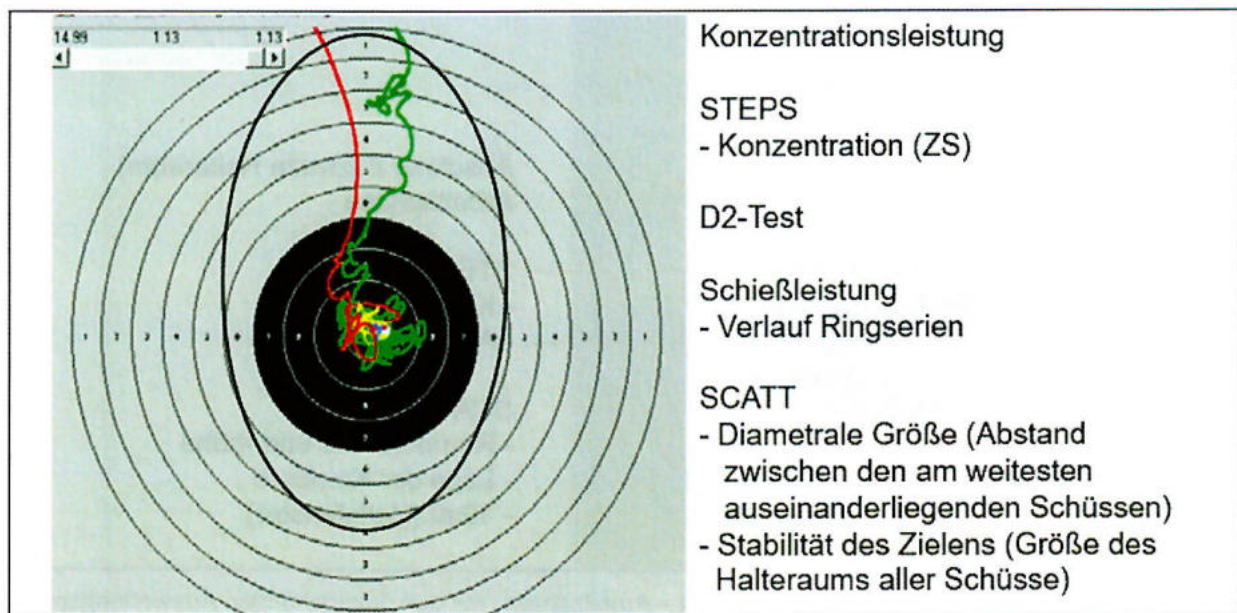 14.99 1.13 1.13
Konzentrationsleistung
STEPS
- Konzentration (ZS)
D2-Test
Schießleistung
- Verlauf Ringserien
SCATT
- Diametrale Größe (Abstand
zwischen den am weitesten
auseinanderliegenden Schüssen)
- Stabilität des Zielens (Größe des
Halteraums aller Schüsse)